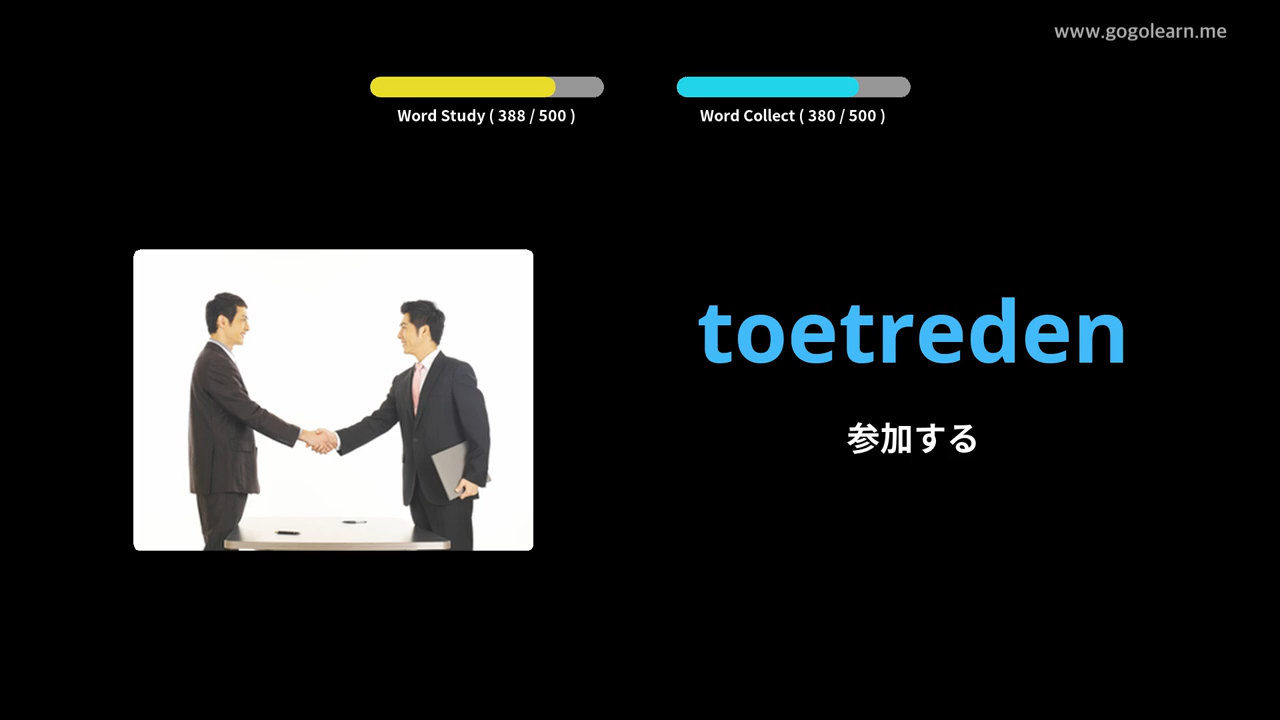 www.gogolearn.me
Word Study ( 388 / 500 )
Word Collect ( 380 / 500 )
toetreden
参加する